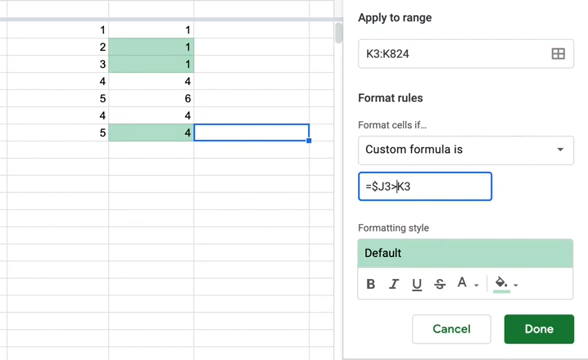 1 1
2 1
3 1
4 4
5 6
4 4
5 4
Apply to range
K3:K824
Format rules
Format cells if…
Custom formula is
=$J3>K3
Formatting style
Default
B I U S A
Cancel Done